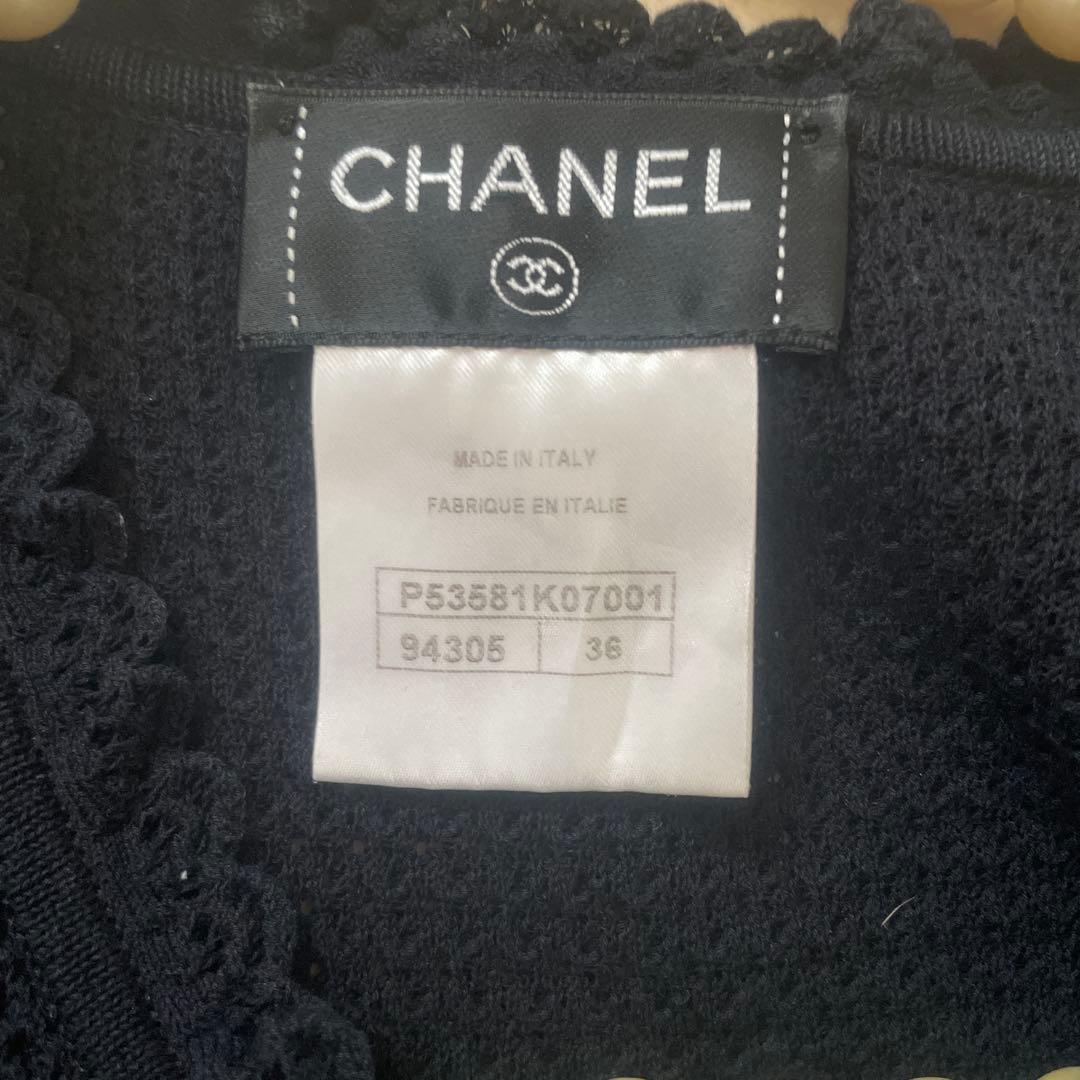 CHANEL
MADE IN ITALY
FABRIQUE EN ITALIE
P53581K07001
94305 36